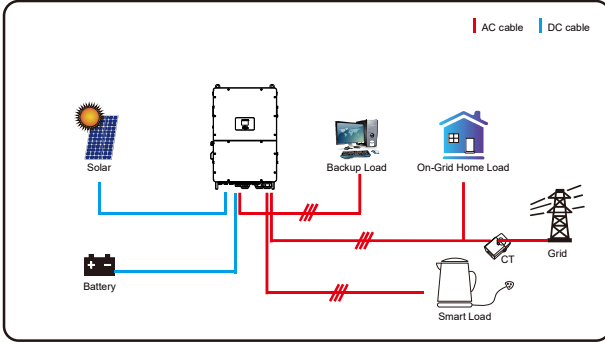 AC cable
DC cable
Solar
Backup Load
On-Grid Home Load
CT
Grid
Battery
Smart Load